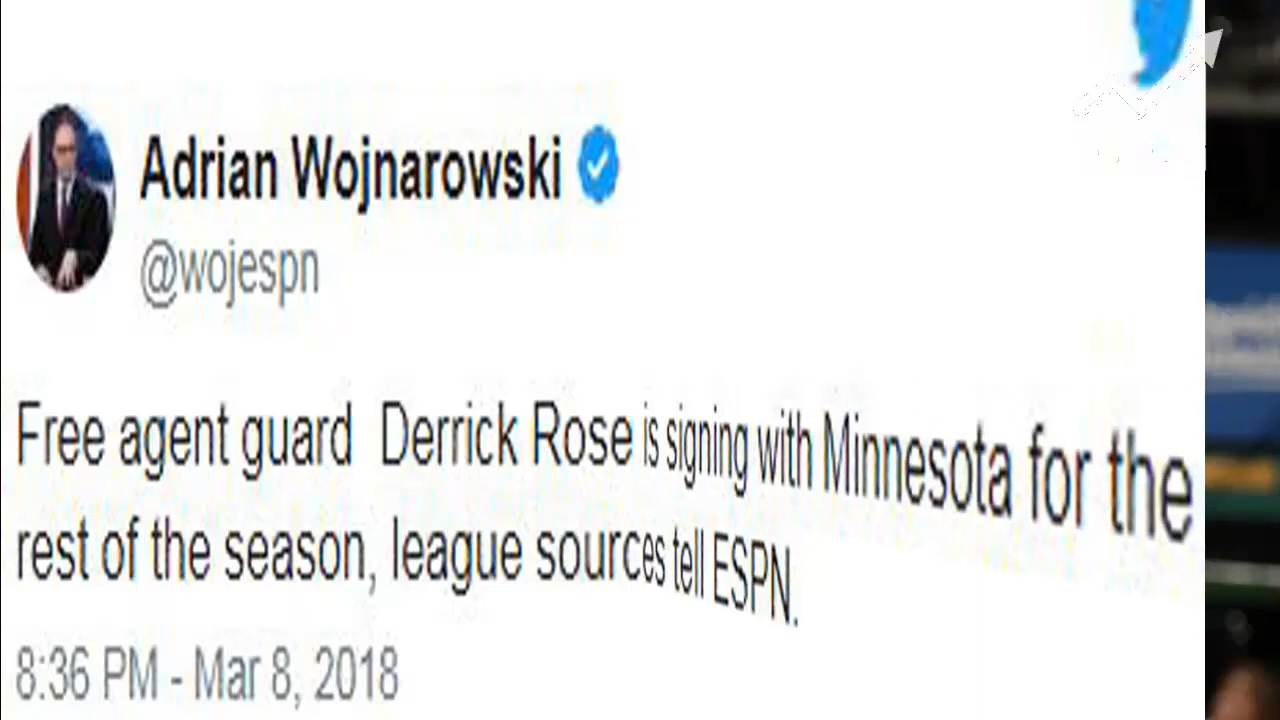 Adrian Wojnarowski
@wojespn
Free agent guard Derrick Rose is signing with Minnesota for the
rest of the season, league sources tell ESPN.
8:36 PM - Mar 8, 2018